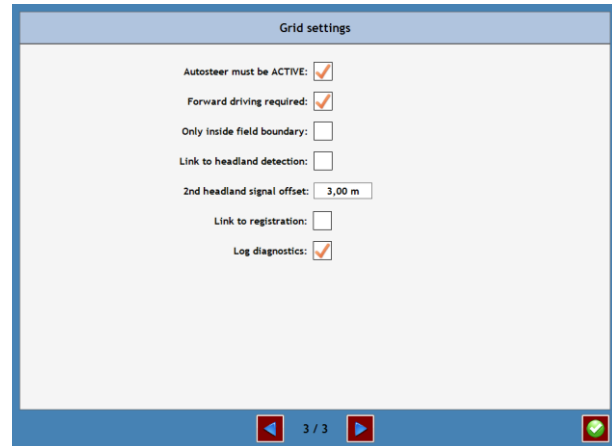 Grid settings
Autosteer must be ACTIVE:
Forward driving required:
Only inside field boundary:
Link to headland detection:
2nd headland signal offset: 3,00 m
Link to registration:
Log diagnostics:
3 / 3